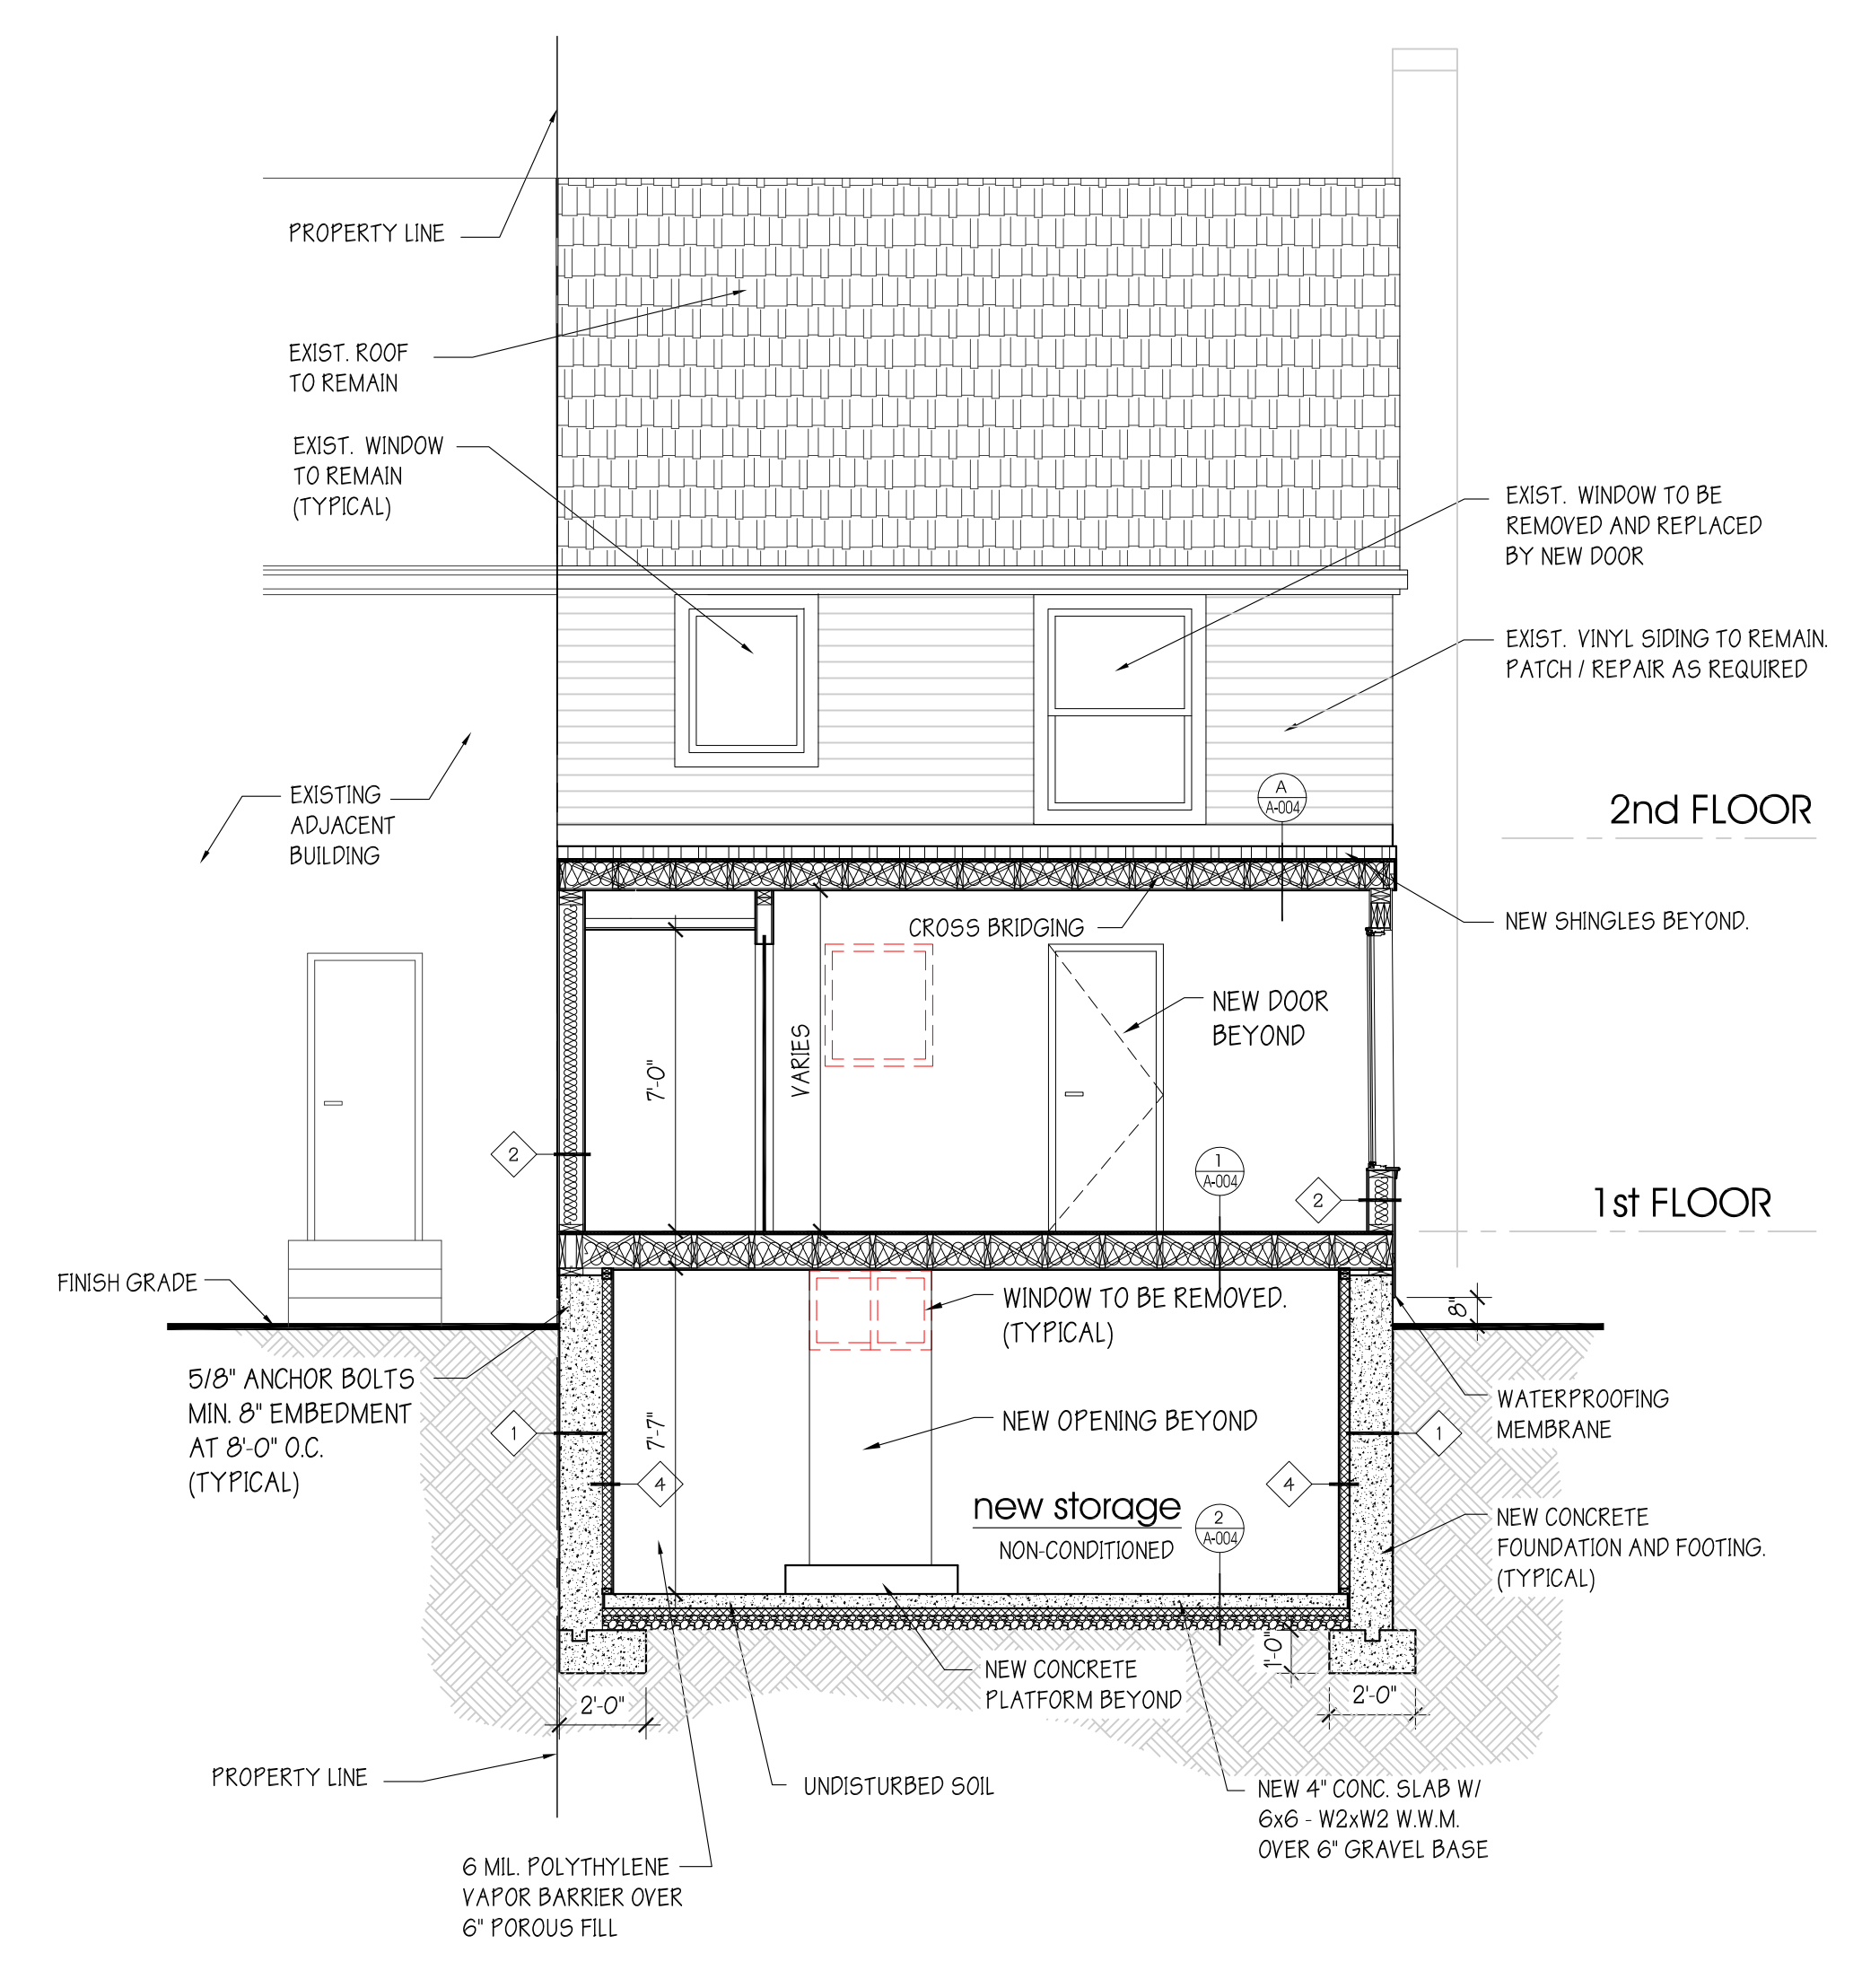 PROPERTY LINE
EXIST. ROOF
TO REMAIN
EXIST. WINDOW
TO REMAIN
(TYPICAL)
EXIST. WINDOW TO BE
REMOVED AND REPLACED
BY NEW DOOR
EXIST. VINYL SIDING TO REMAIN.
PATCH / REPAIR AS REQUIRED
EXISTING
ADJACENT
BUILDING
A
A-004
2nd FLOOR
CROSS BRIDGING
NEW SHINGLES BEYOND.
NEW DOOR
BEYOND
7'-0"
VARIES
2
1
A-004
2
1st FLOOR
FINISH GRADE
WINDOW TO BE REMOVED.
(TYPICAL)
8"
5/8" ANCHOR BOLTS
MIN. 8" EMBEDMENT
AT 8'-0" O.C.
(TYPICAL)
WATERPROOFING
MEMBRANE
1
7'-7"
NEW OPENING BEYOND
1
4
4
new storage
NON-CONDITIONED
2
A-004
NEW CONCRETE
FOUNDATION AND FOOTING.
(TYPICAL)
1'-0"
NEW CONCRETE
PLATFORM BEYOND
2'-0"
2'-0"
PROPERTY LINE
UNDISTURBED SOIL
NEW 4" CONC. SLAB W/
6x6 - W2xW2 W.W.M.
OVER 6" GRAVEL BASE
6 MIL. POLYTHYLENE
VAPOR BARRIER OVER
6" POROUS FILL